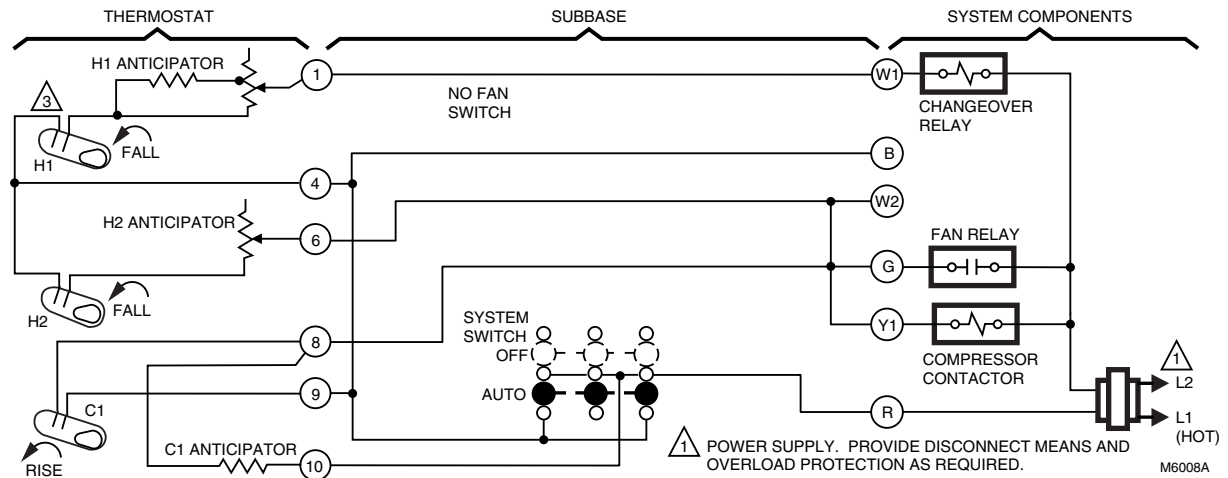 THERMOSTAT
SUBBASE
SYSTEM COMPONENTS
H1 ANTICIPATOR
1
W1
NO FAN
SWITCH
CHANGEOVER
RELAY
3
H1
FALL
B
4
W2
H2 ANTICIPATOR
6
FAN RELAY
G
H2
FALL
SYSTEM
SWITCH
OFF
AUTO
Y1
COMPRESSOR
CONTACTOR
8
9
C1
RISE
C1 ANTICIPATOR
10
R
1
L2
L1
(HOT)
1 POWER SUPPLY. PROVIDE DISCONNECT MEANS AND
OVERLOAD PROTECTION AS REQUIRED.
M6008A